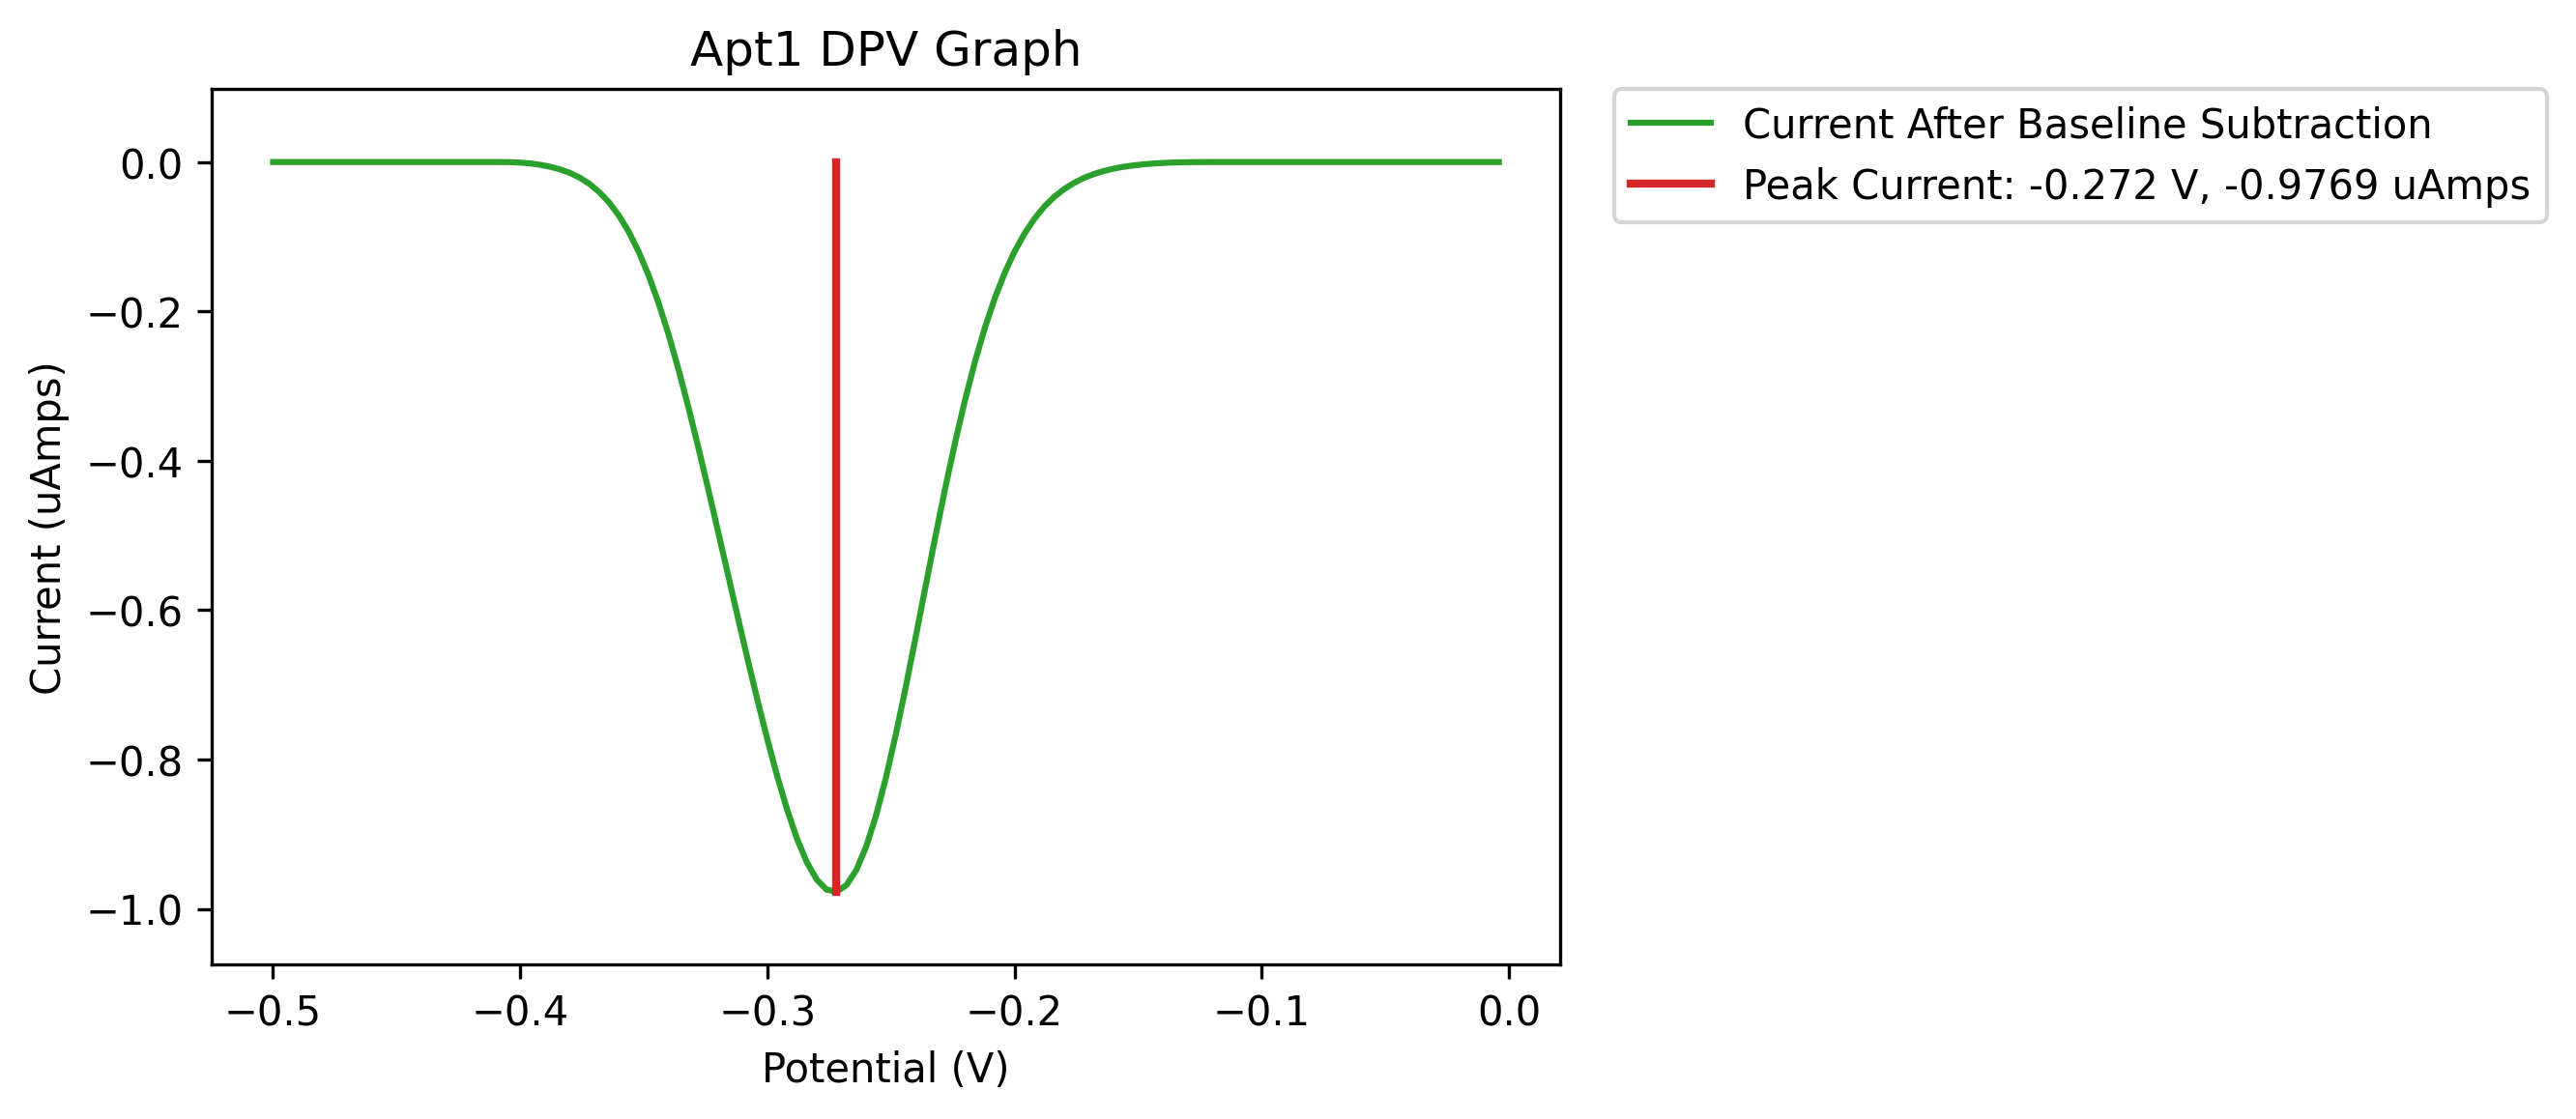 Apt1 DPV Graph
Current After Baseline Subtraction
Peak Current: -0.272 V, -0.9769 uAmps
0.0
−0.2
−0.4
−0.6
−0.8
−1.0
Current (uAmps)
−0.5 −0.4 −0.3 −0.2 −0.1 0.0
Potential (V)